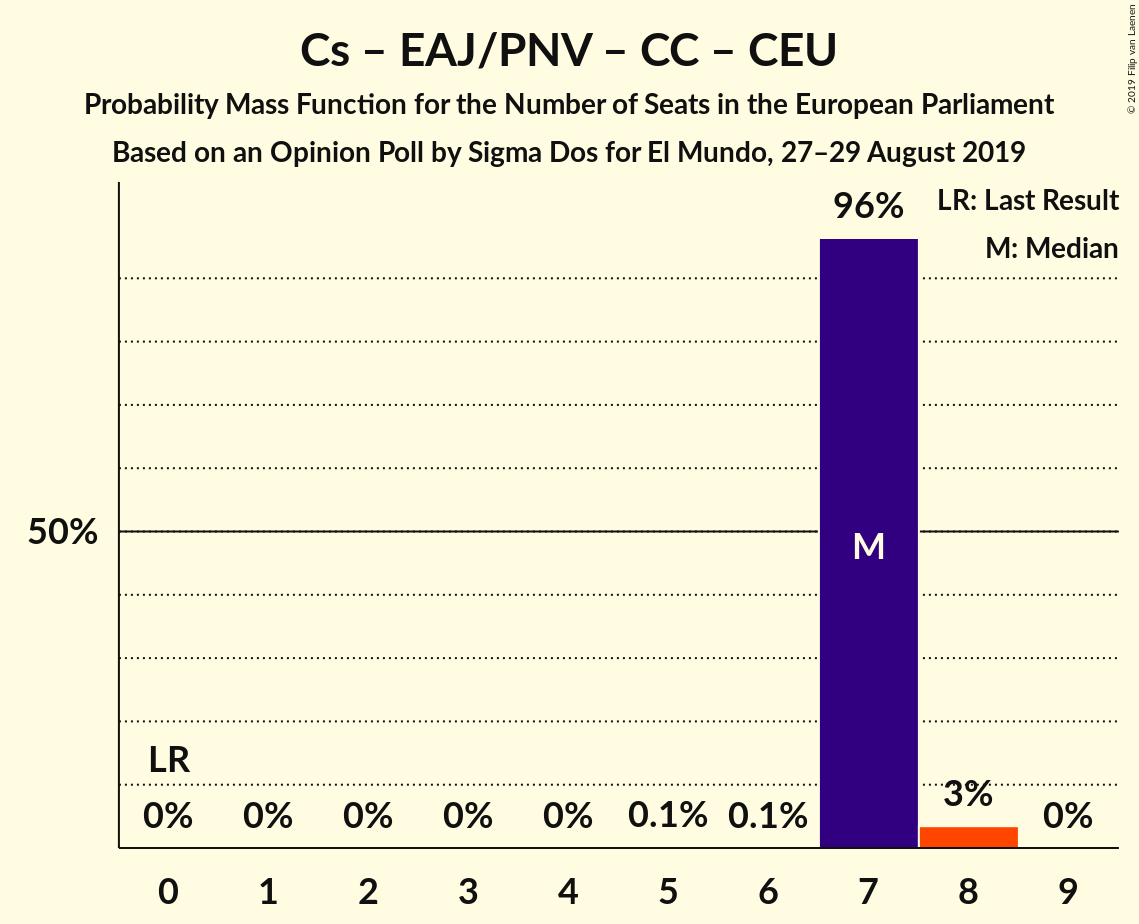 Cs – EAJ/PNV – CC – CEU
Probability Mass Function for the Number of Seats in the European Parliament
Based on an Opinion Poll by Sigma Dos for El Mundo, 27–29 August 2019
© 2019 Filip van Laenen
LR: Last Result
M: Median
96%
50%
M
LR
0% 0% 0% 0% 0% 0.1% 0.1% 3% 0%
0 1 2 3 4 5 6 7 8 9